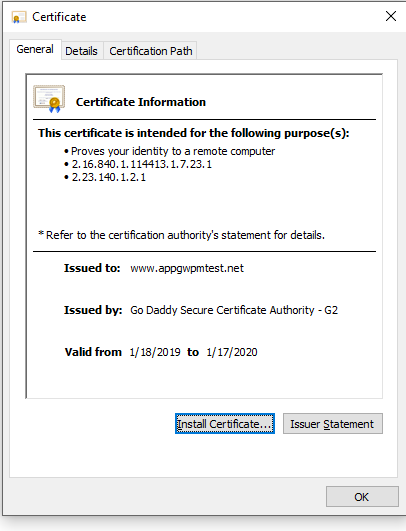 Certificate
General Details Certification Path
Certificate Information
This certificate is intended for the following purpose(s):
• Proves your identity to a remote computer
• 2.16.840.1.114413.1.7.23.1
• 2.23.140.1.2.1
* Refer to the certification authority's statement for details.
Issued to: www.appgwpmtest.net
Issued by: Go Daddy Secure Certificate Authority - G2
Valid from 1/18/2019 to 1/17/2020
Install Certificate... Issuer Statement
OK